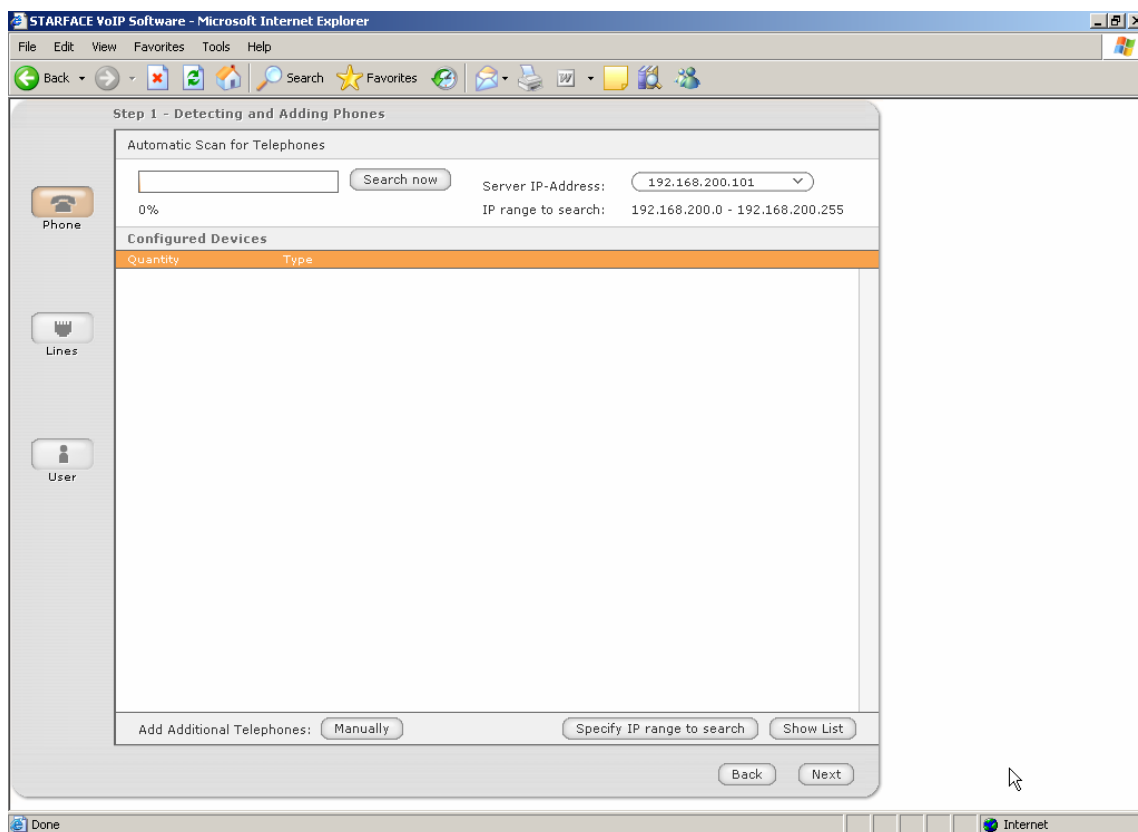 STARFACE VoIP Software - Microsoft Internet Explorer
File Edit View Favorites Tools Help
Back Search Favorites
Step 1 - Detecting and Adding Phones
Automatic Scan for Telephones
Search now
Server IP-Address: 192.168.200.101
0%
IP range to search: 192.168.200.0 - 192.168.200.255
Phone
Configured Devices
Quantity Type
Lines
User
Add Additional Telephones: Manually Specify IP range to search Show List
Back Next
Done Internet